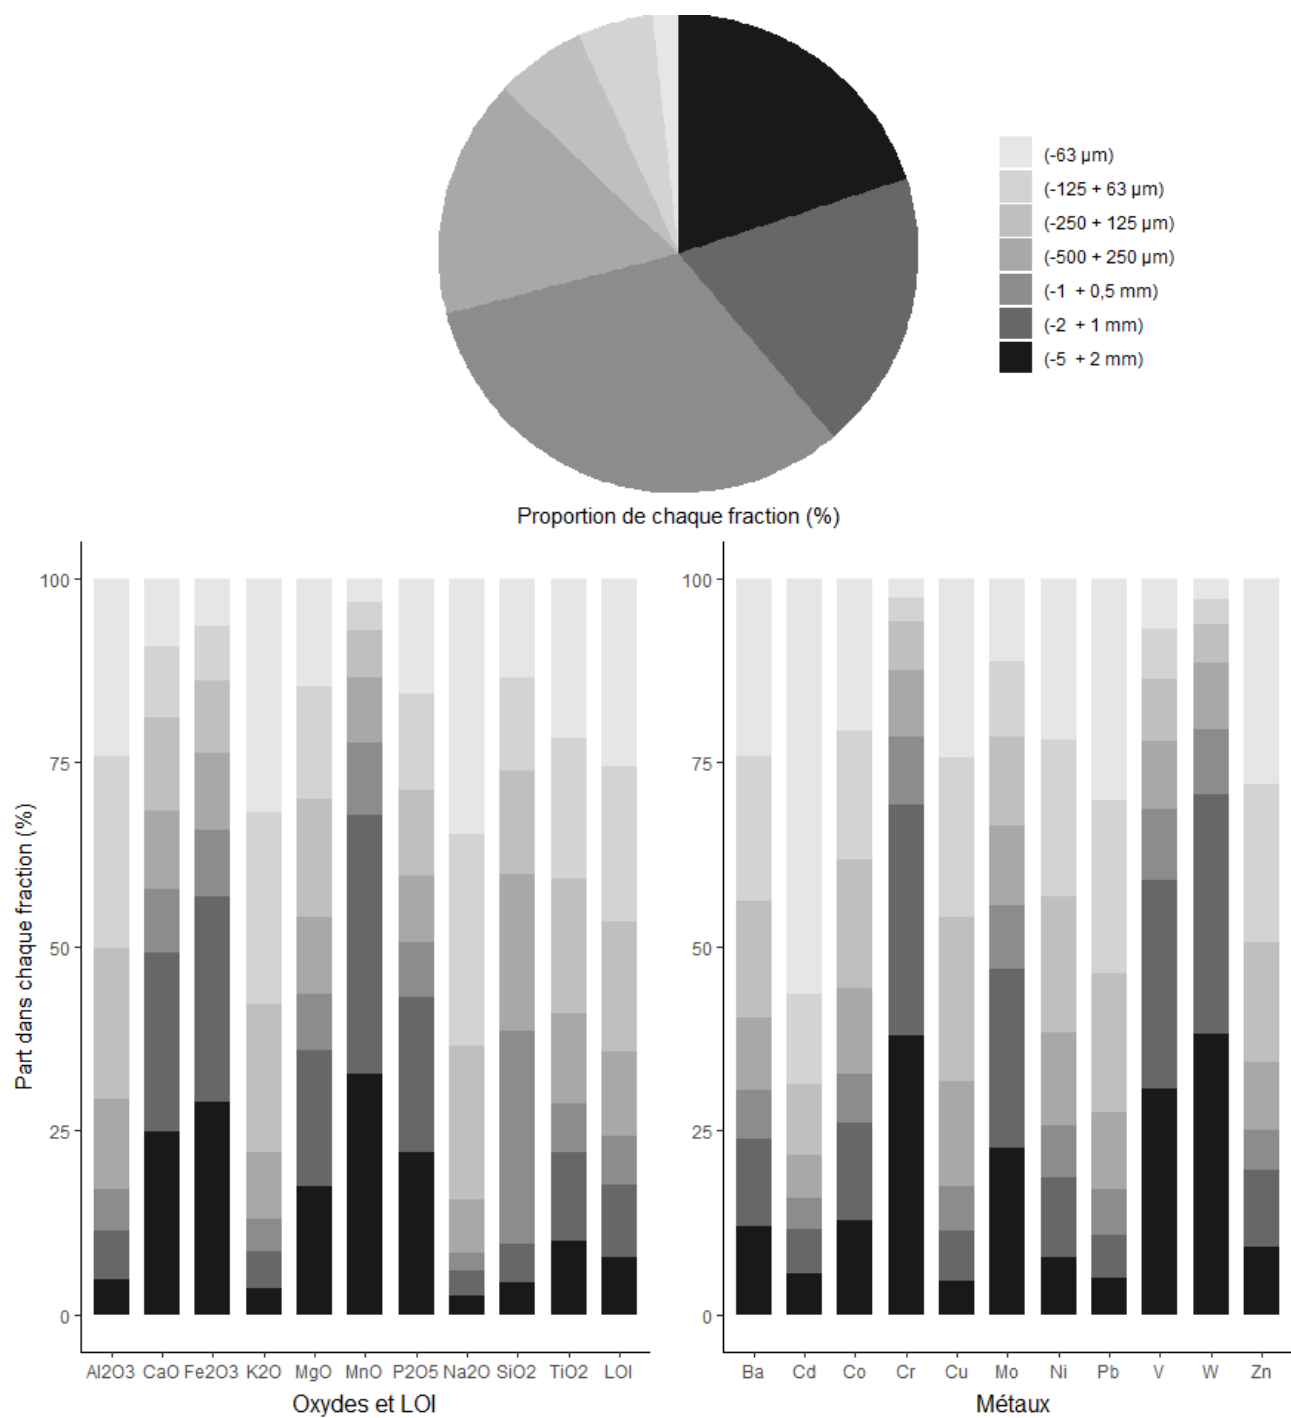 (-63 µm)
(-125 + 63 µm)
(-250 + 125 µm)
(-500 + 250 µm)
(-1 + 0,5 mm)
(-2 + 1 mm)
(-5 + 2 mm)
Proportion de chaque fraction (%)
Part dans chaque fraction (%)
100
75
50
25
0
Al2O3 CaO Fe2O3 K2O MgO MnO P2O5 Na2O SiO2 TiO2 LOI
Oxydes et LOI
100
75
50
25
0
Ba Cd Co Cr Cu Mo Ni Pb V W Zn
Métaux